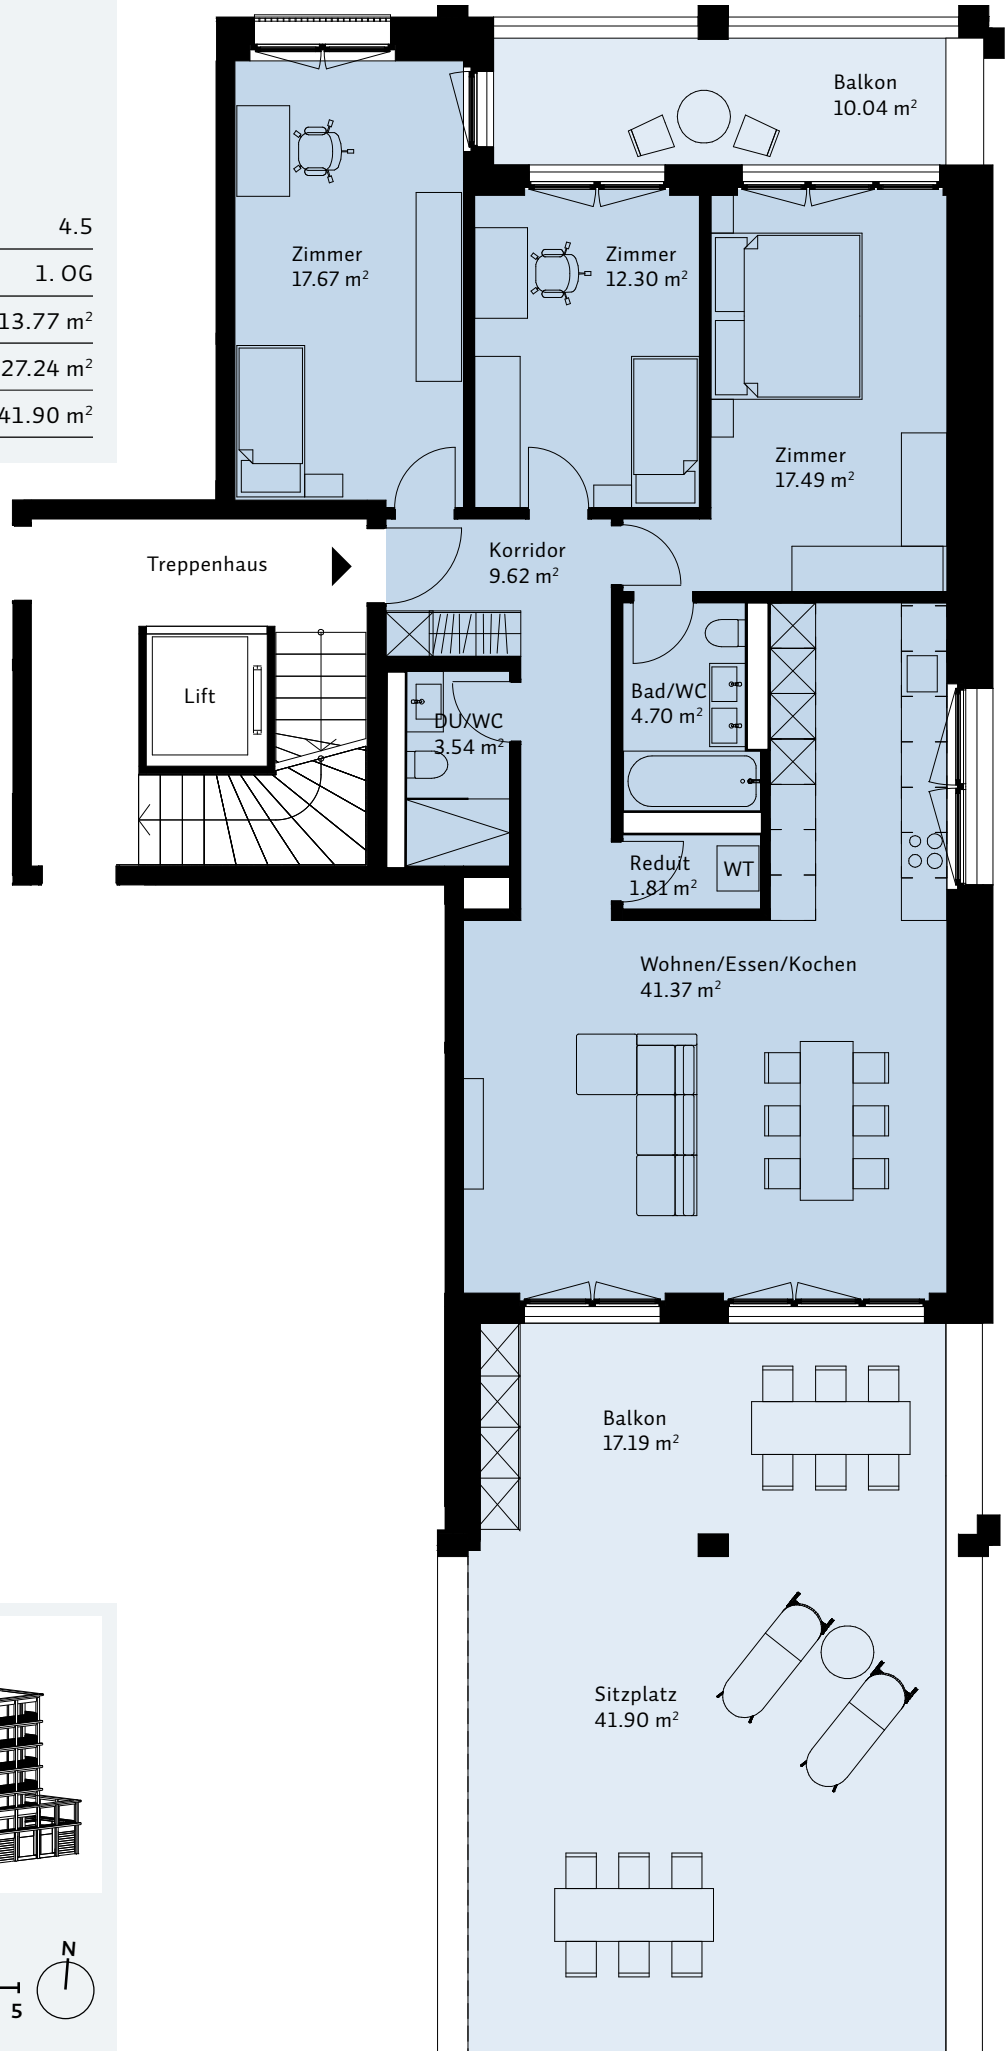 4.5
1. OG
13.77 m²
27.24 m²
41.90 m²
Balkon
10.04 m²
Zimmer
17.67 m²
Zimmer
12.30 m²
Zimmer
17.49 m²
Treppenhaus
Korridor
9.62 m²
Lift
DU/WC
3.54 m²
Bad/WC
4.70 m²
Reduit
1.81 m²
WT
Wohnen/Essen/Kochen
41.37 m²
Balkon
17.19 m²
Sitzplatz
41.90 m²
N
5